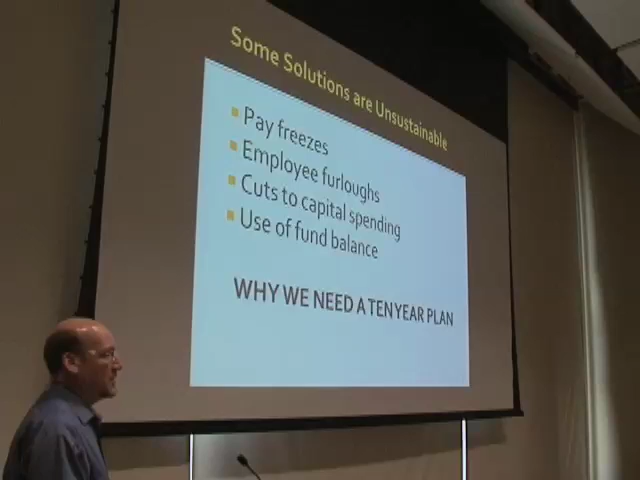 Some Solutions are Unsustainable
Pay freezes
Employee furloughs
Cuts to capital spending
Use of fund balance
WHY WE NEED A TEN YEAR PLAN